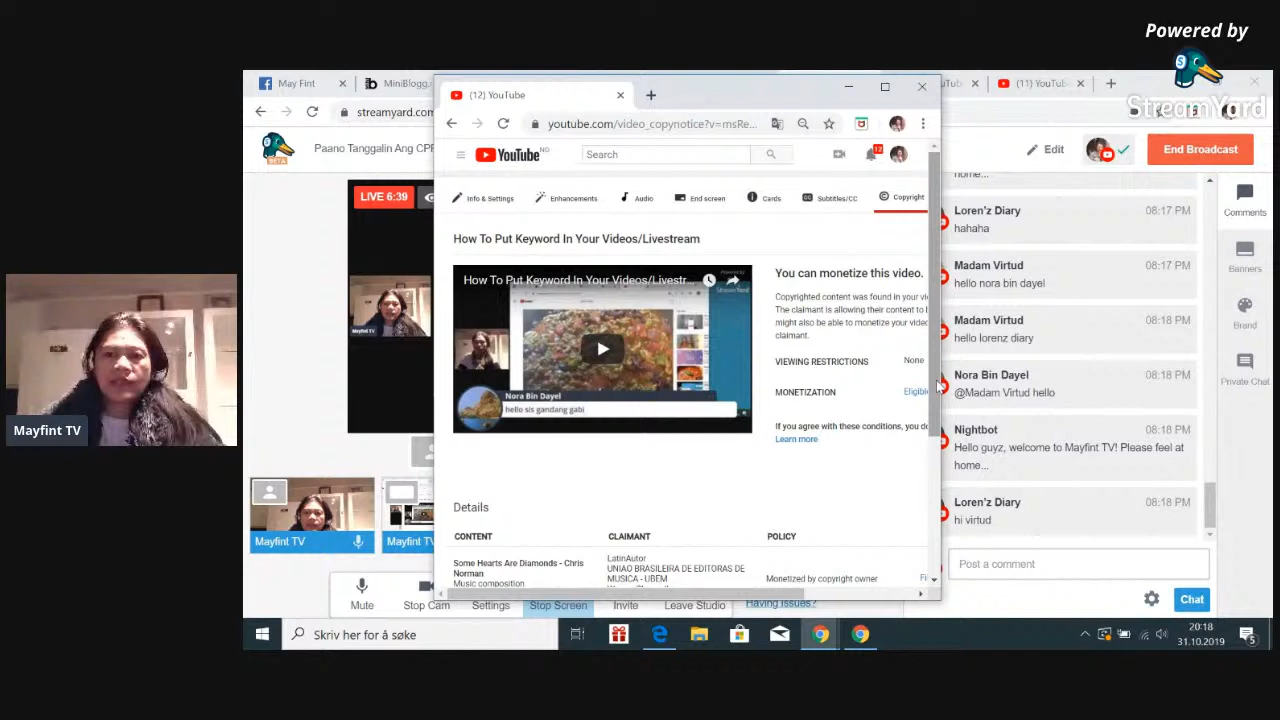 Powered by
StreamYard
May Fint
MiniBlogg.
(12) YouTube
(11) YouTu
streamyard.com
youtube.com/video_copynotice?v=msRe...
BETA
Paano Tanggalin Ang CPR
Edit
End Broadcast
YouTube NO
Search
12
Info & Settings
Enhancements
Audio
End screen
Cards
Subtitles/CC
Copyright
LIVE 6:39
How To Put Keyword In Your Videos/Livestream
How To Put Keyword In Your Videos/Livestr...
You can monetize this video.
Copyrighted content was found in your vi
The claimant is allowing their content to b
might also be able to monetize your video
claimant.
VIEWING RESTRICTIONS
None
MONETIZATION
Eligibl
If you agree with these conditions, you do
Learn more
Nora Bin Dayel
hello sis gandang gabi
Details
CONTENT
CLAIMANT
POLICY
Some Hearts Are Diamonds - Chris
Norman
Music composition
LatinAutor
UNIAO BRASILEIRA DE EDITORAS DE
MUSICA - UBEM
Monetized by copyright owner
home...
Loren'z Diary 08:17 PM
hahaha
Madam Virtud 08:17 PM
hello nora bin dayel
Madam Virtud 08:18 PM
hello lorenz diary
Nora Bin Dayel 08:18 PM
@Madam Virtud hello
Nightbot 08:18 PM
Hello guyz, welcome to Mayfint TV! Please feel at
home...
Loren'z Diary 08:18 PM
hi virtud
Post a comment
Chat
Comments
Banners
Brand
Private Chat
Mayfint TV
Mayfint TV
Mayfint TV
Mayfint TV
Mute
Stop Cam
Settings
Stop Screen
Invite
Leave Studio
Having issues?
Skriv her for å søke
20:18
31.10.2019
5